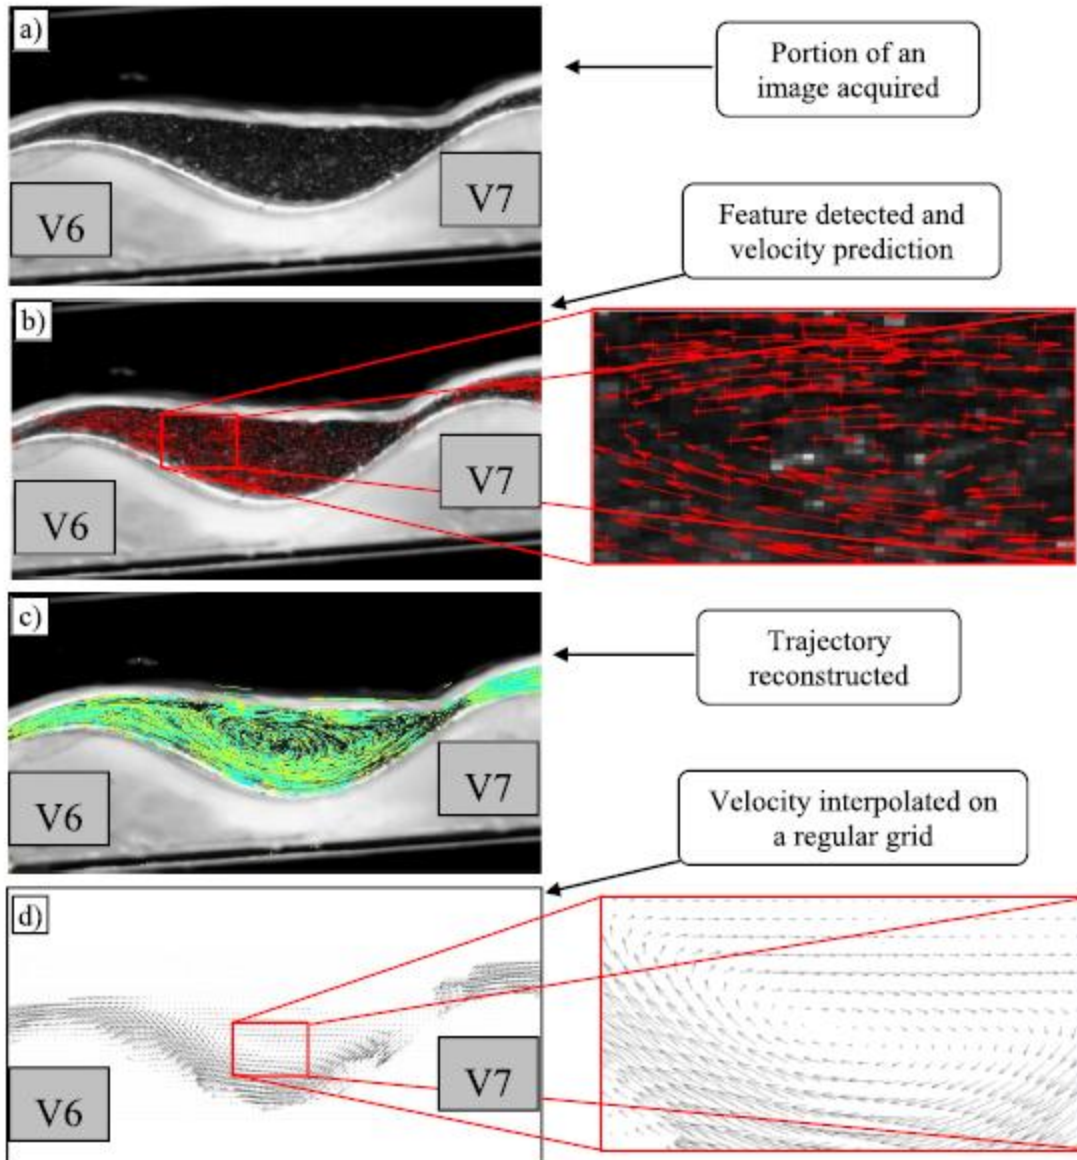 a)
Portion of an
image acquired
V6
V7
Feature detected and
velocity prediction
b)
V6
V7
c)
Trajectory
reconstructed
V6
V7
Velocity interpolated on
a regular grid
d)
V6
V7